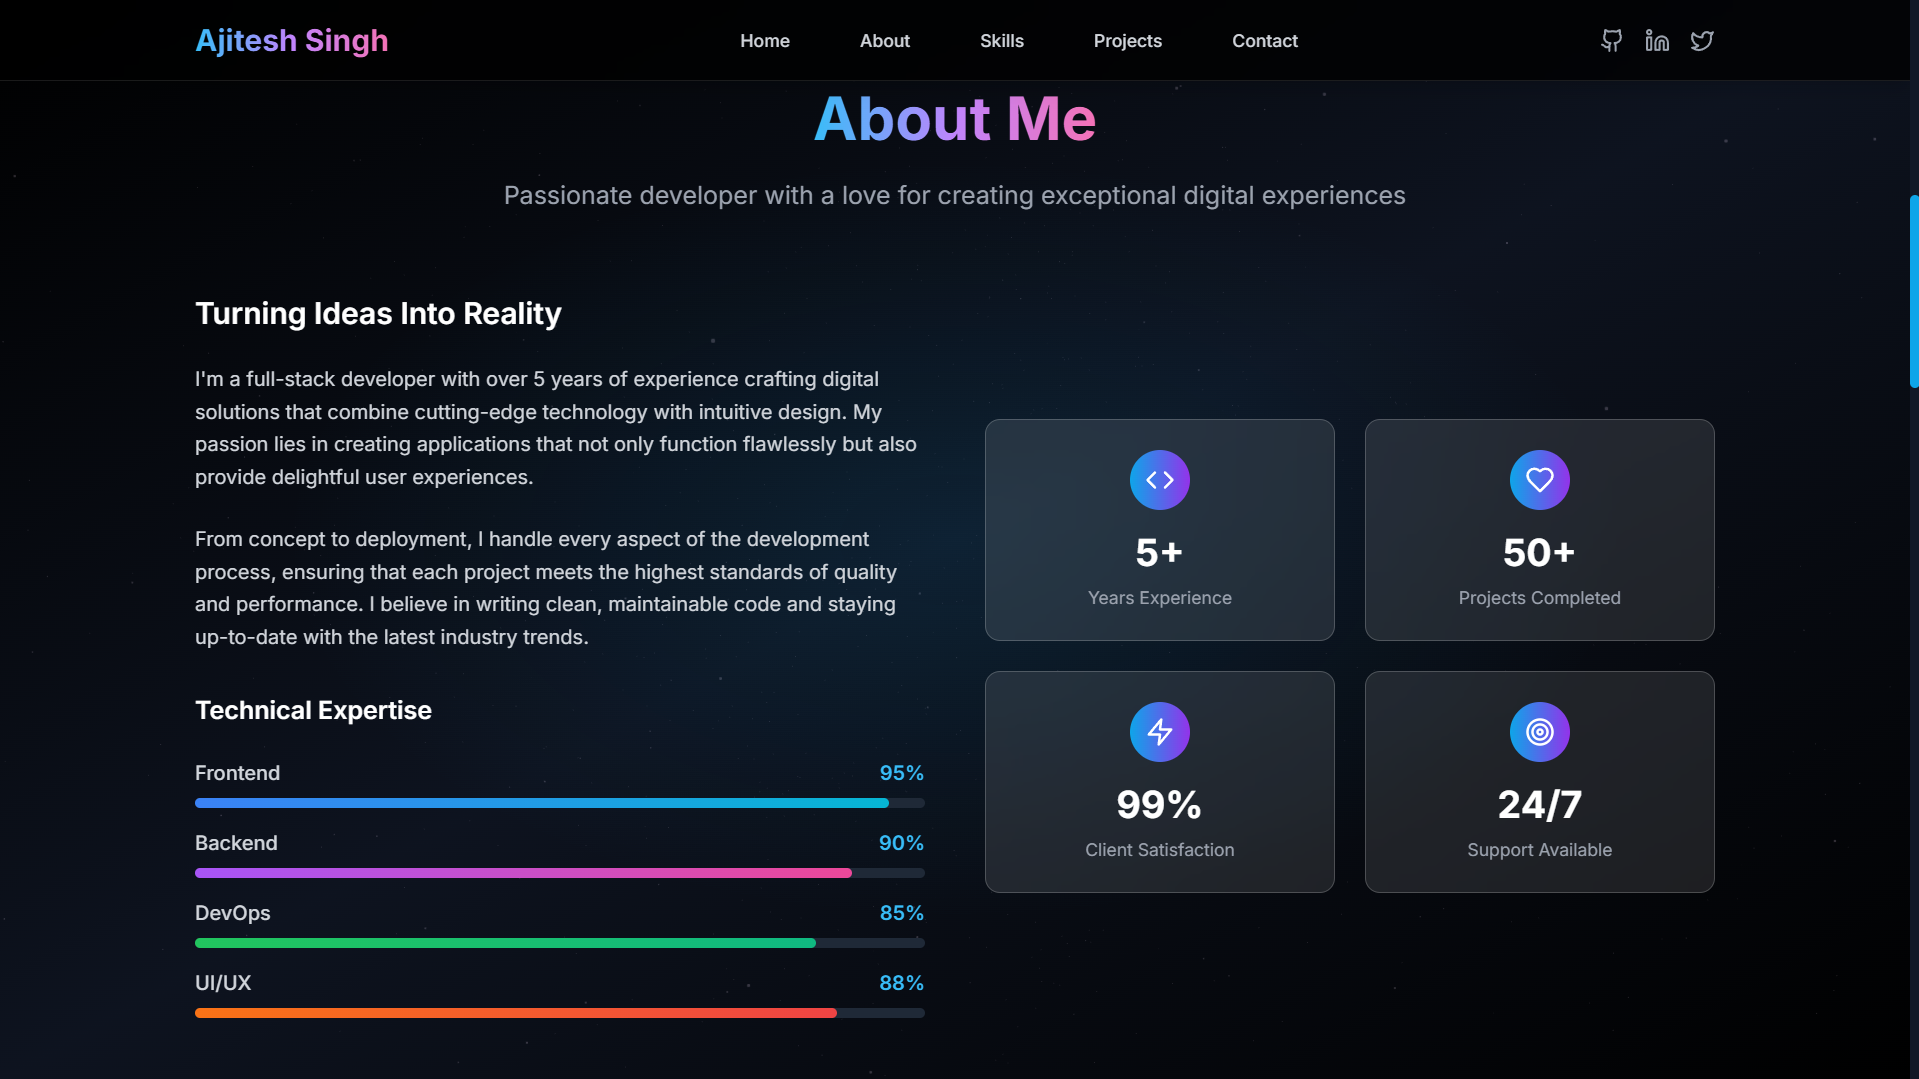 Ajitesh Singh
Home
About
Skills
Projects
Contact
About Me
Passionate developer with a love for creating exceptional digital experiences
Turning Ideas Into Reality
I'm a full-stack developer with over 5 years of experience crafting digital
solutions that combine cutting-edge technology with intuitive design. My
passion lies in creating applications that not only function flawlessly but also
provide delightful user experiences.
From concept to deployment, I handle every aspect of the development
process, ensuring that each project meets the highest standards of quality
and performance. I believe in writing clean, maintainable code and staying
up-to-date with the latest industry trends.
Technical Expertise
Frontend 95%
Backend 90%
DevOps 85%
UI/UX 88%
5+
Years Experience
50+
Projects Completed
99%
Client Satisfaction
24/7
Support Available